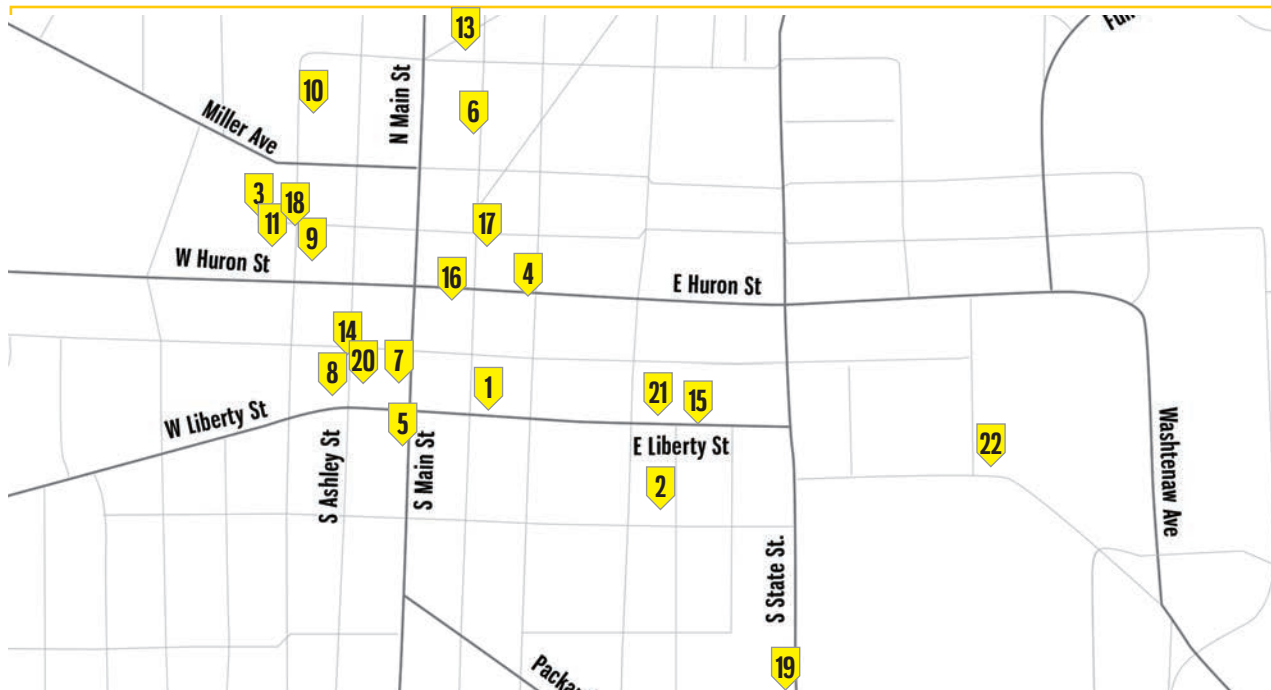 13
10
N Main St
6
Miller Ave
3
18
11
9
17
W Huron St
16
4
E Huron St
14
20
7
8
1
21
15
W Liberty St
5
E Liberty St
22
S Ashley St
S Main St
2
Washtenaw Ave
S State St.
19